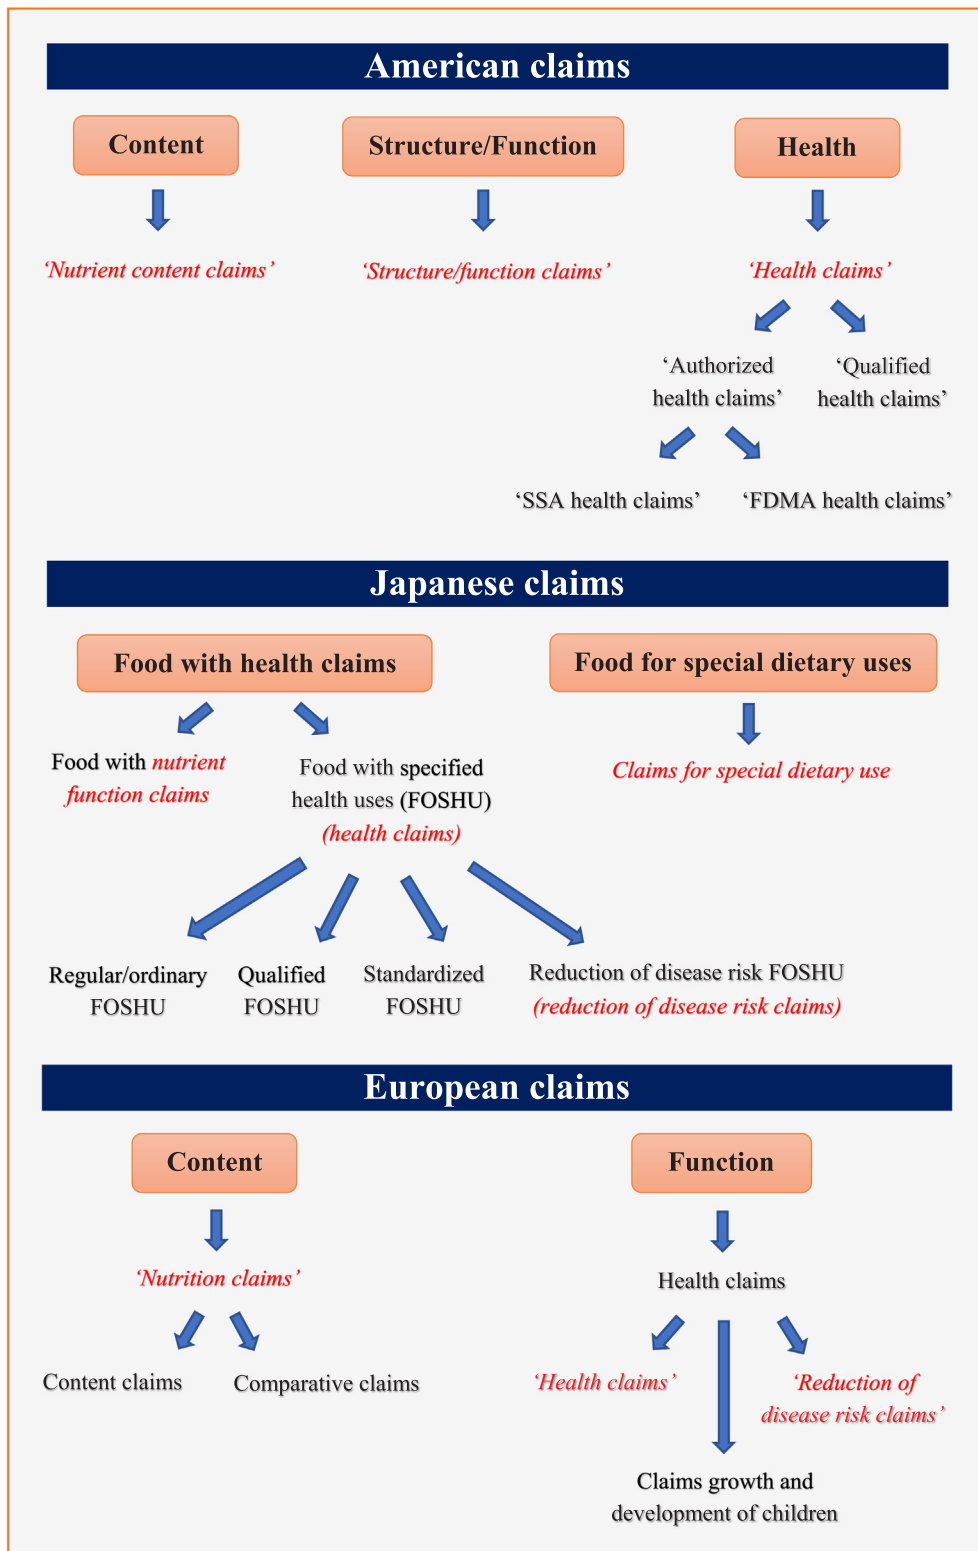 American claims
Content
Structure/Function
Health
‘Nutrient content claims’
‘Structure/function claims’
‘Health claims’
‘Authorized
health claims’
‘Qualified
health claims’
‘SSA health claims’
‘FDMA health claims’
Japanese claims
Food with health claims
Food for special dietary uses
Food with nutrient
function claims
Food with specified
health uses (FOSHU)
(health claims)
Claims for special dietary use
Regular/ordinary
FOSHU
Qualified
FOSHU
Standardized
FOSHU
Reduction of disease risk FOSHU
(reduction of disease risk claims)
European claims
Content
Function
‘Nutrition claims’
Health claims
Content claims
Comparative claims
‘Health claims’
‘Reduction of
disease risk claims’
Claims growth and
development of children